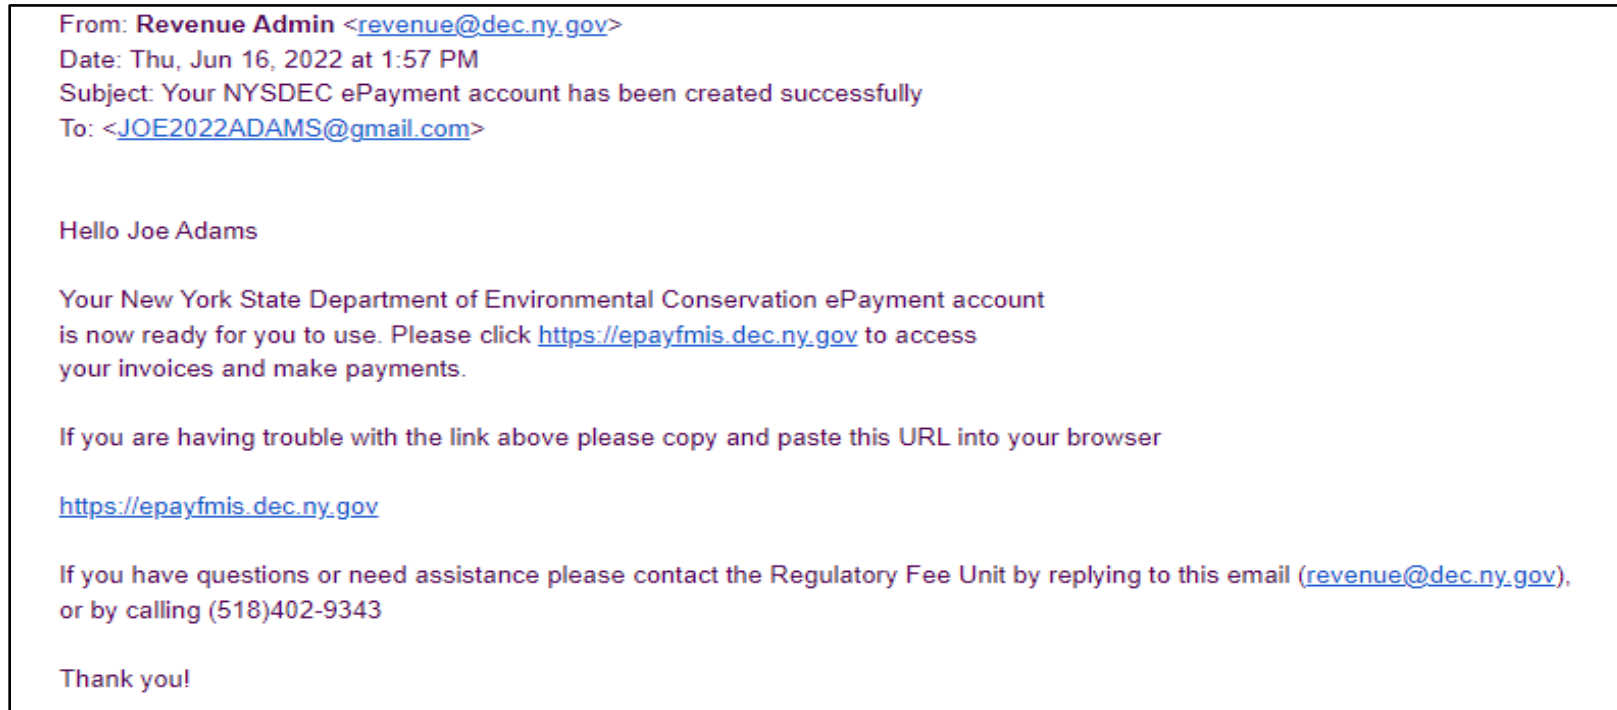 From: Revenue Admin <revenue@dec.ny.gov>
Date: Thu, Jun 16, 2022 at 1:57 PM
Subject: Your NYSDEC ePayment account has been created successfully
To: <JOE2022ADAMS@gmail.com>
Hello Joe Adams
Your New York State Department of Environmental Conservation ePayment account
is now ready for you to use. Please click https://epayfmis.dec.ny.gov to access
your invoices and make payments.
If you are having trouble with the link above please copy and paste this URL into your browser
https://epayfmis.dec.ny.gov
If you have questions or need assistance please contact the Regulatory Fee Unit by replying to this email (revenue@dec.ny.gov),
or by calling (518)402-9343
Thank you!